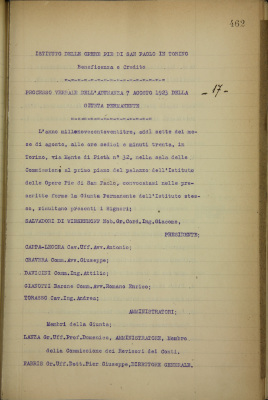 462
ISTITUTO DELLE OPERE PIE DI SAN PAOLO IN TORINO
Beneficenza e Credito
PROCESSO VERBALE DELL'ADUNANZA 7 AGOSTO 1923 DELLA
GIUNTA PERMANENTE
- 17 -
L'anno millenovecentoventitre, addì sette del me-
se di agosto, alle ore sedici e minuti trenta, in
Torino, via Monte di Pietà n° 32, nella sala delle
Commissioni al primo piano del palazzo dell'Istituto
delle Opere Pie di San Paolo, convocatasi nelle pre-
scritte forme la Giunta Permanente dell'Istituto stes-
so, risultano presenti i Signori:
SALVADORI DI WIESENHOFF Nob.Gr.Cord.Ing.Giacomo,
PRESIDENTE;
CAPPA-LEGORA Cav.Uff.Avv.Antonio;
CRAVERA Comm.Avv.Giuseppe;
DAVICINI Comm.Ing.Attilio;
GIANOTTI Barone Comm.Avv.Romano Enrico;
Cav.Ing.Andrea;
AMMINISTRATORI;
Membri della Giunta;
LANZA Gr.Uff.Prof.Domenico, AMMINISTRATORE, Membro
della Commissione dei Revisori dei Conti.
Gr.Uff.Dott.Pier Giuseppe, DIRETTORE GENERALE,